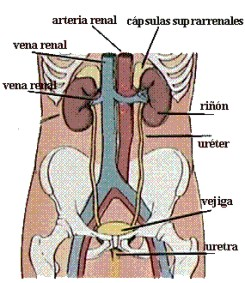 arteria renal
cápsulas suprarrenales
vena renal
vena renal
riñón
uréter
vejiga
uretra